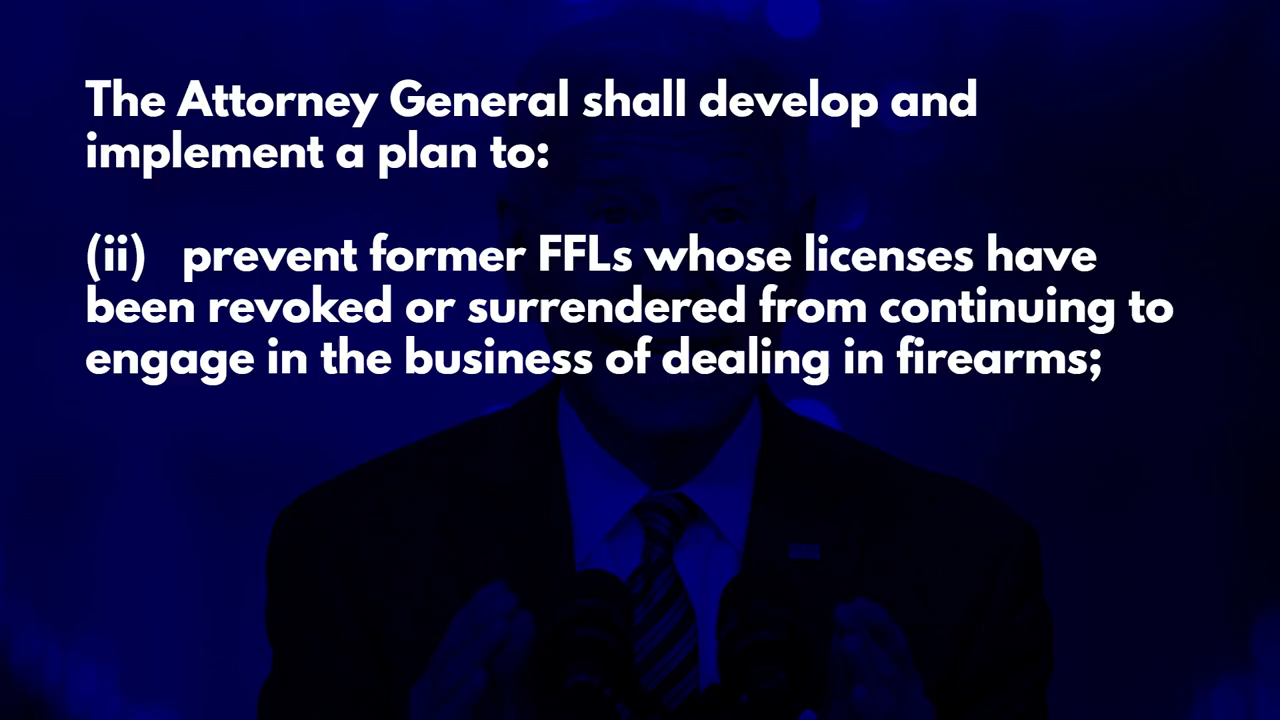 The Attorney General shall develop and
implement a plan to:
(ii) prevent former FFLs whose licenses have
been revoked or surrendered from continuing to
engage in the business of dealing in firearms;